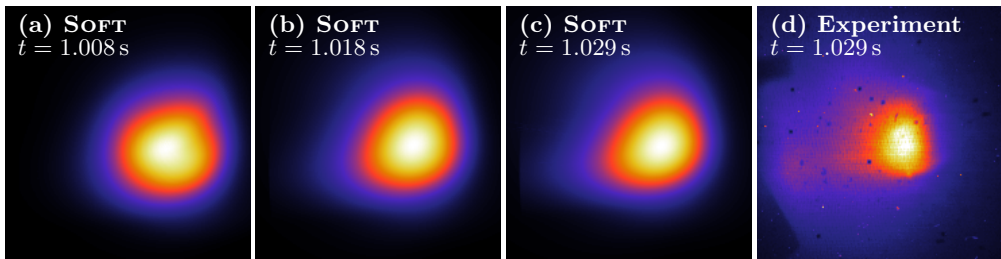 (a) SOFT
t = 1.008 s
(b) SOFT
t = 1.018 s
(c) SOFT
t = 1.029 s
(d) Experiment
t = 1.029 s